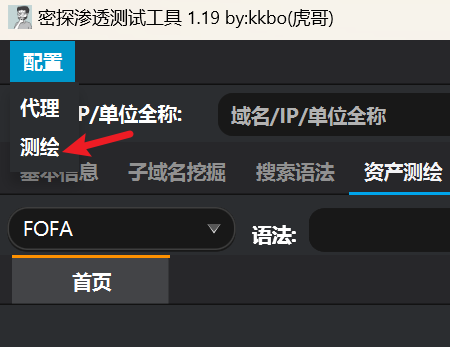 密探渗透测试工具 1.19 by:kkbo(虎哥)
配置
代理
测绘
P/单位全称:
域名/IP/单位全称
基本信息 子域名挖掘 搜索语法 资产测绘
FOFA
语法:
首页